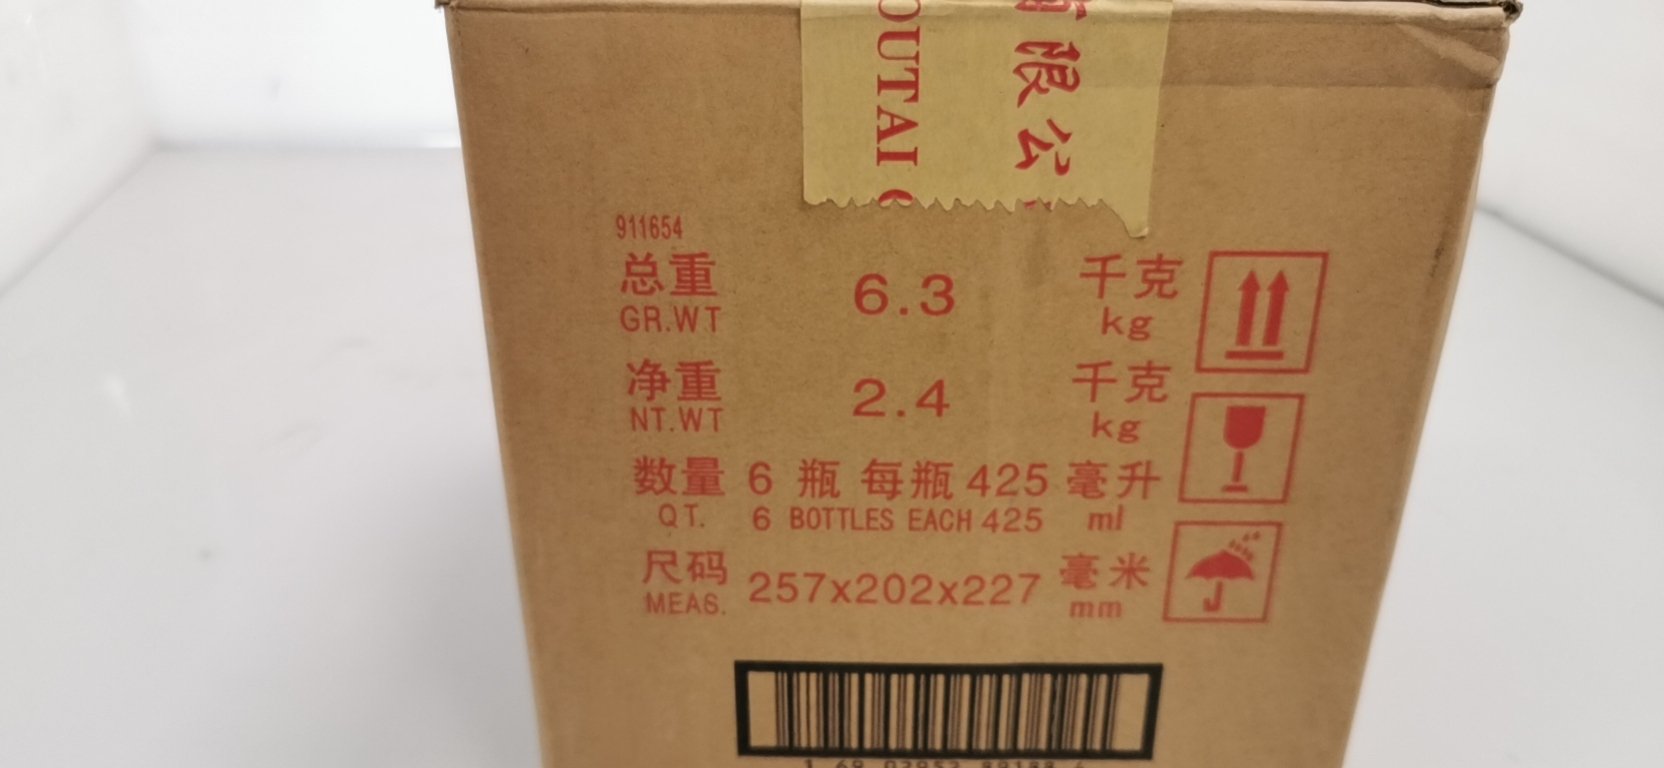 OUTAI
有限公
911654
总重 6.3 千克
GR.WT kg
净重 2.4 千克
NT.WT kg
数量 6 瓶 每瓶 425 毫升
QT. 6 BOTTLES EACH 425 ml
尺码 257x202x227 毫米
MEAS. mm